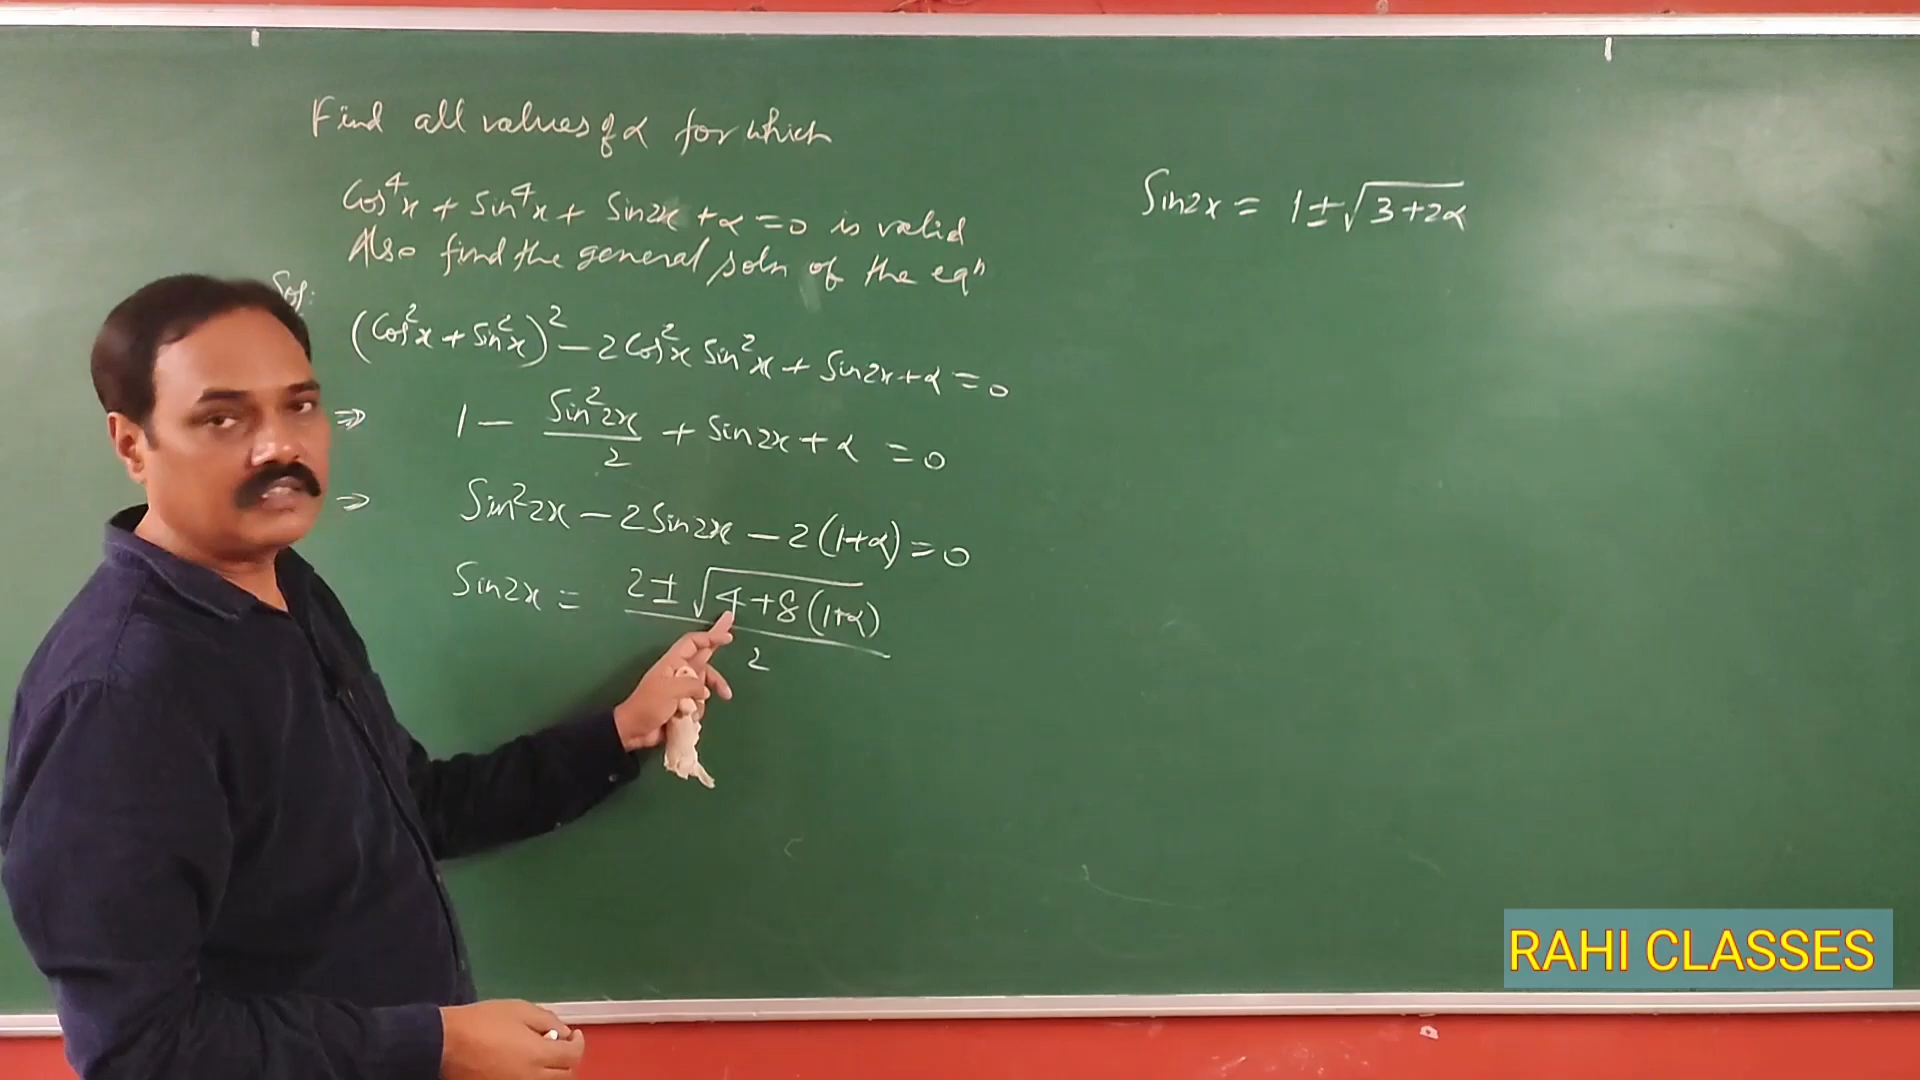 Find all values of α for which
Cos⁴x + Sin⁴x + Sin2x + α = 0 is valid
Also find the general soln of the eqⁿ
Sol:
(Cos²x + Sin²x)² − 2Cos²x Sin²x + Sin2x + α = 0
⇒ 1 − Sin²2x/2 + Sin2x + α = 0
⇒ Sin²2x − 2Sin2x − 2(1+α) = 0
Sin2x = (2 ± √(4+8(1+α)))/2
Sin2x = 1 ± √(3+2α)
RAHI CLASSES